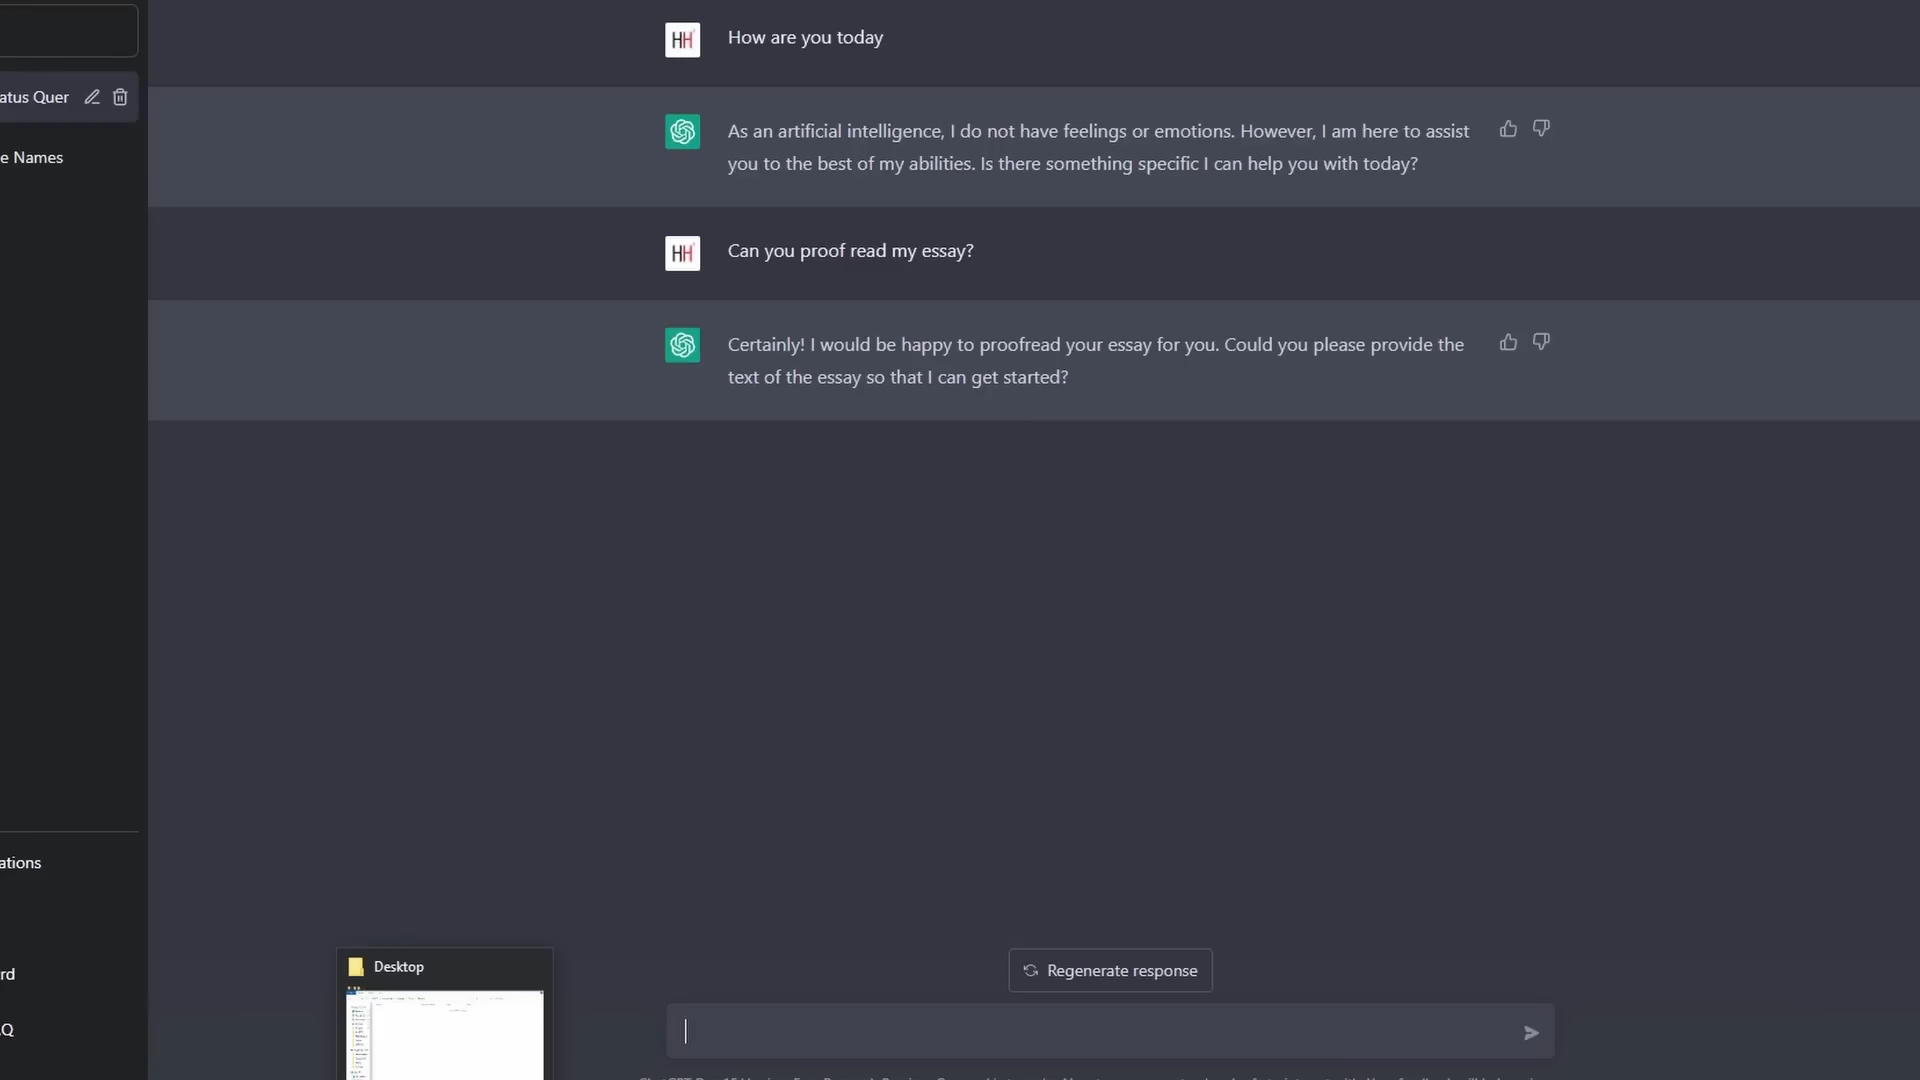 How are you today
atus Quer
As an artificial intelligence, I do not have feelings or emotions. However, I am here to assist
you to the best of my abilities. Is there something specific I can help you with today?
e Names
Can you proof read my essay?
Certainly! I would be happy to proofread your essay for you. Could you please provide the
text of the essay so that I can get started?
ations
rd
Q
Desktop
Regenerate response
HH
HH